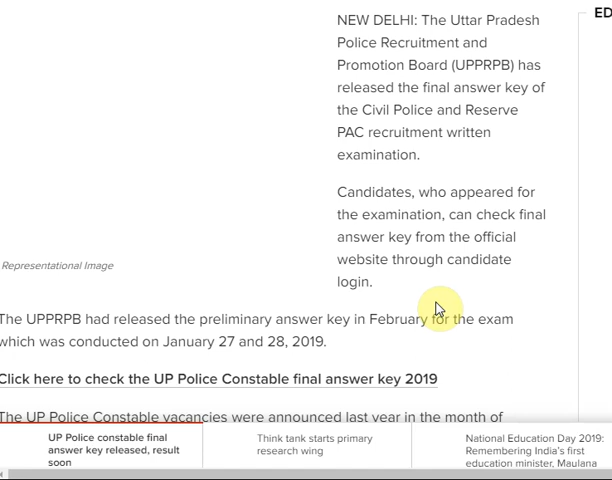 NEW DELHI: The Uttar Pradesh
Police Recruitment and
Promotion Board (UPPRPB) has
released the final answer key of
the Civil Police and Reserve
PAC recruitment written
examination.
Candidates, who appeared for
the examination, can check final
answer key from the official
website through candidate
login.
Representational Image
The UPPRPB had released the preliminary answer key in February for the exam
which was conducted on January 27 and 28, 2019.
Click here to check the UP Police Constable final answer key 2019
The UP Police Constable vacancies were announced last year in the month of
UP Police constable final
answer key released, result
soon
Think tank starts primary
research wing
National Education Day 2019:
Remembering India's first
education minister, Maulana
ED